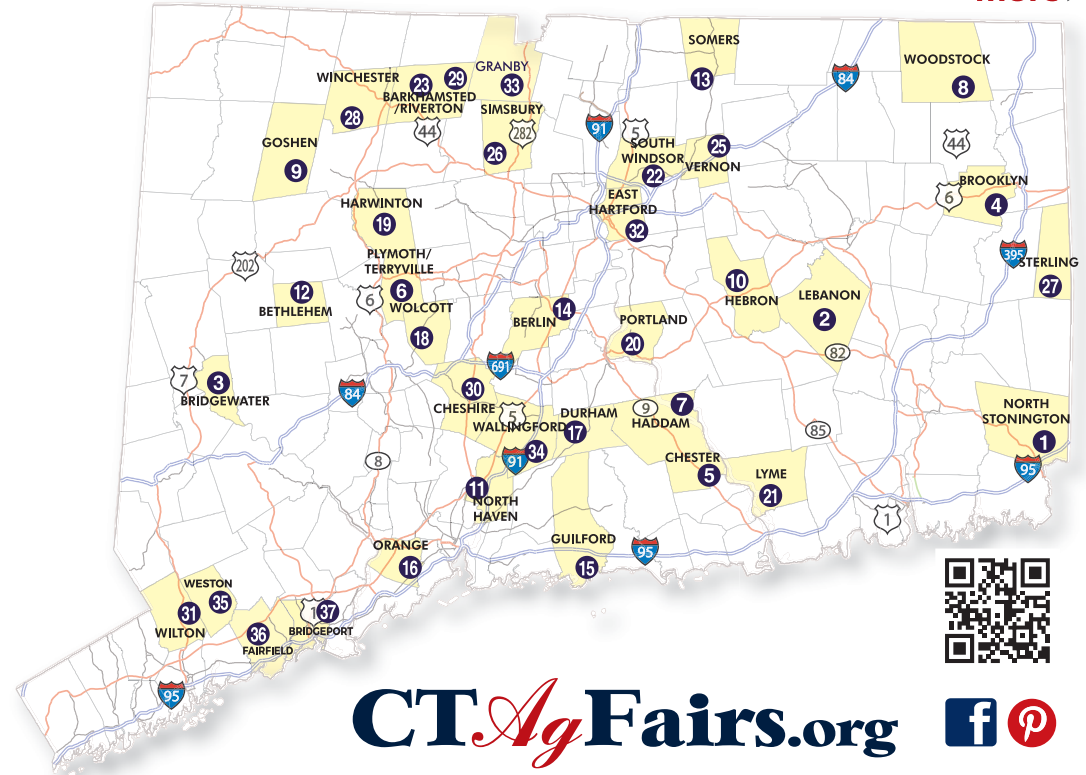 more
SOMERS
13
84
WOODSTOCK
8
GRANBY
33
WINCHESTER
23
29
BARKHAMSTED
/RIVERTON
28
44
SIMSBURY
282
26
91
5
SOUTH
WINDSOR
22
25
VERNON
44
GOSHEN
9
BROOKLYN
6
4
EAST
HARTFORD
32
HARWINTON
19
PLYMOTH/
TERRYVILLE
6
202
395
STERLING
27
10
HEBRON
12
BETHLEHEM
6
WOLCOTT
18
LEBANON
2
14
BERLIN
PORTLAND
20
82
691
7
3
BRIDGEWATER
84
30
CHESHIRE
5
WALLINGFORD
34
91
DURHAM
17
9
7
HADDAM
85
NORTH
STONINGTON
1
95
8
CHESTER
5
LYME
21
11
NORTH
HAVEN
1
ORANGE
16
GUILFORD
15
95
WESTON
35
31
WILTON
36
FAIRFIELD
1
37
BRIDGEPORT
95
CTAgFairs.org
f